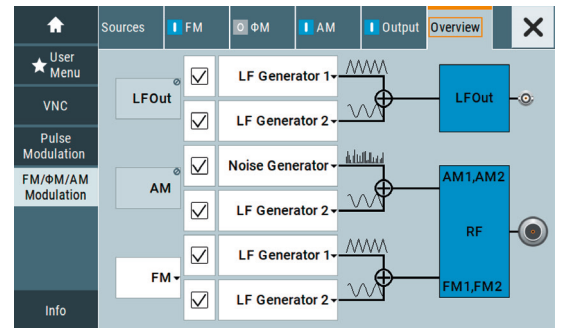 Sources
I FM
O ΦM
I AM
I Output
Overview
User
Menu
VNC
Pulse
Modulation
FM/ΦM/AM
Modulation
Info
LFOut
LF Generator 1
LF Generator 2
LFOut
AM
Noise Generator
LF Generator 2
AM1,AM2
RF
FM
LF Generator 1
LF Generator 2
FM1,FM2